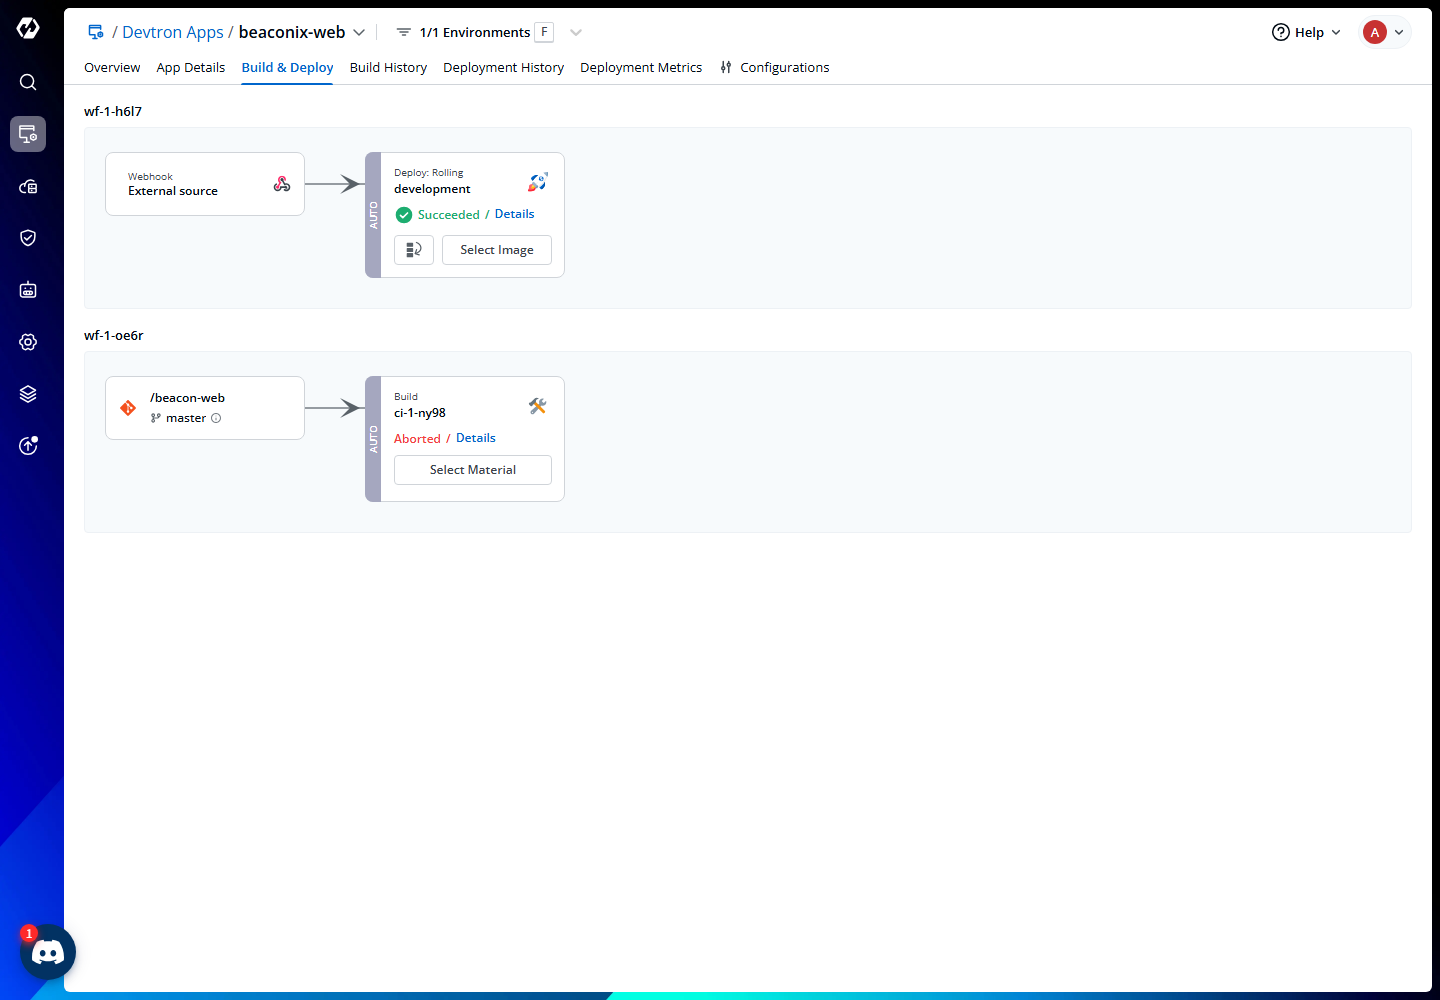 / Devtron Apps / beaconix-web
1/1 Environments F
Help
A
Overview App Details Build & Deploy Build History Deployment History Deployment Metrics Configurations
wf-1-h6l7
Webhook
External source
AUTO
Deploy: Rolling
development
Succeeded / Details
Select Image
wf-1-oe6r
/beacon-web
master
AUTO
Build
ci-1-ny98
Aborted / Details
Select Material
1